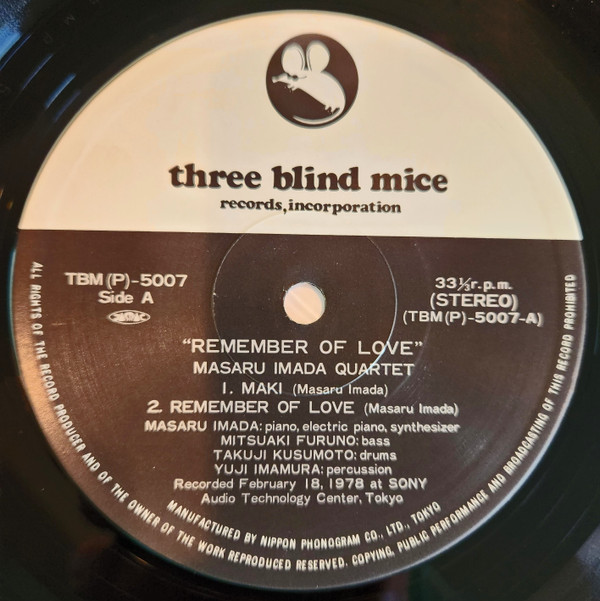 three blind mice
records, incorporation
TBM (P)-5007
Side A
33⅓ r.p.m.
(STEREO)
(TBM (P)-5007-A)
"REMEMBER OF LOVE"
MASARU IMADA QUARTET
1. MAKI (Masaru Imada)
2. REMEMBER OF LOVE (Masaru Imada)
MASARU IMADA: piano, electric piano, synthesizer
MITSUAKI FURUNO: bass
TAKUJI KUSUMOTO: drums
YUJI IMAMURA: percussion
Recorded February 18, 1978 at SONY
Audio Technology Center, Tokyo
MANUFACTURED BY NIPPON PHONOGRAM CO., LTD., TOKYO
ALL RIGHTS OF THE RECORD PRODUCER AND OF THE OWNER OF THE WORK REPRODUCED RESERVED. COPYING, PUBLIC PERFORMANCE AND BROADCASTING OF THIS RECORD PROHIBITED